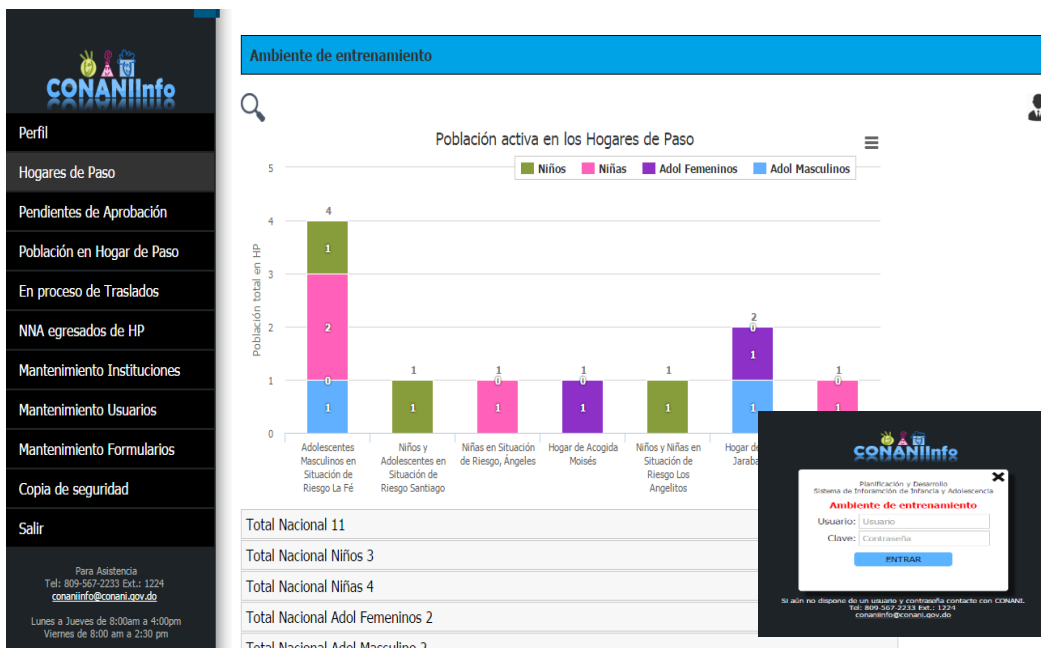 CONANIInfo
Perfil
Hogares de Paso
Pendientes de Aprobación
Población en Hogar de Paso
En proceso de Traslados
NNA egresados de HP
Mantenimiento Instituciones
Mantenimiento Usuarios
Mantenimiento Formularios
Copia de seguridad
Salir
Para Asistencia
Tel: 809-567-2233 Ext.: 1224
conaniinfo@conani.gov.do
Lunes a Jueves de 8:00am a 4:00pm
Viernes de 8:00 am a 2:30 pm
Ambiente de entrenamiento
Población activa en los Hogares de Paso
Niños Niñas Adol Femeninos Adol Masculinos
Población total en HP
5
4
3
2
1
0
4
1
2
0
1
1
1
1
0
1
1
0
1
1
1
2
0
1
1
1
0
1
Adolescentes
Masculinos en
Situación de
Riesgo La Fé
Niños y
Adolescentes en
Situación de
Riesgo Santiago
Niñas en Situación
de Riesgo, Ángeles
Hogar de Acogida
Moisés
Niños y Niñas en
Situación de
Riesgo Los
Angelitos
Hogar de
Jaraba
Total Nacional 11
Total Nacional Niños 3
Total Nacional Niñas 4
Total Nacional Adol Femeninos 2
Total Nacional Adol Masculino 2
CONANIInfo
Planificación y Desarrollo
Sistema de Inforamción de Infancia y Adolescencia
Ambiente de entrenamiento
Usuario: Usuario
Clave: Contraseña
ENTRAR
Si aún no dispone de un usuario y contraseña contacte con CONANI.
Tel: 809-567-2233 Ext.: 1224
conaniinfo@conani.gov.do